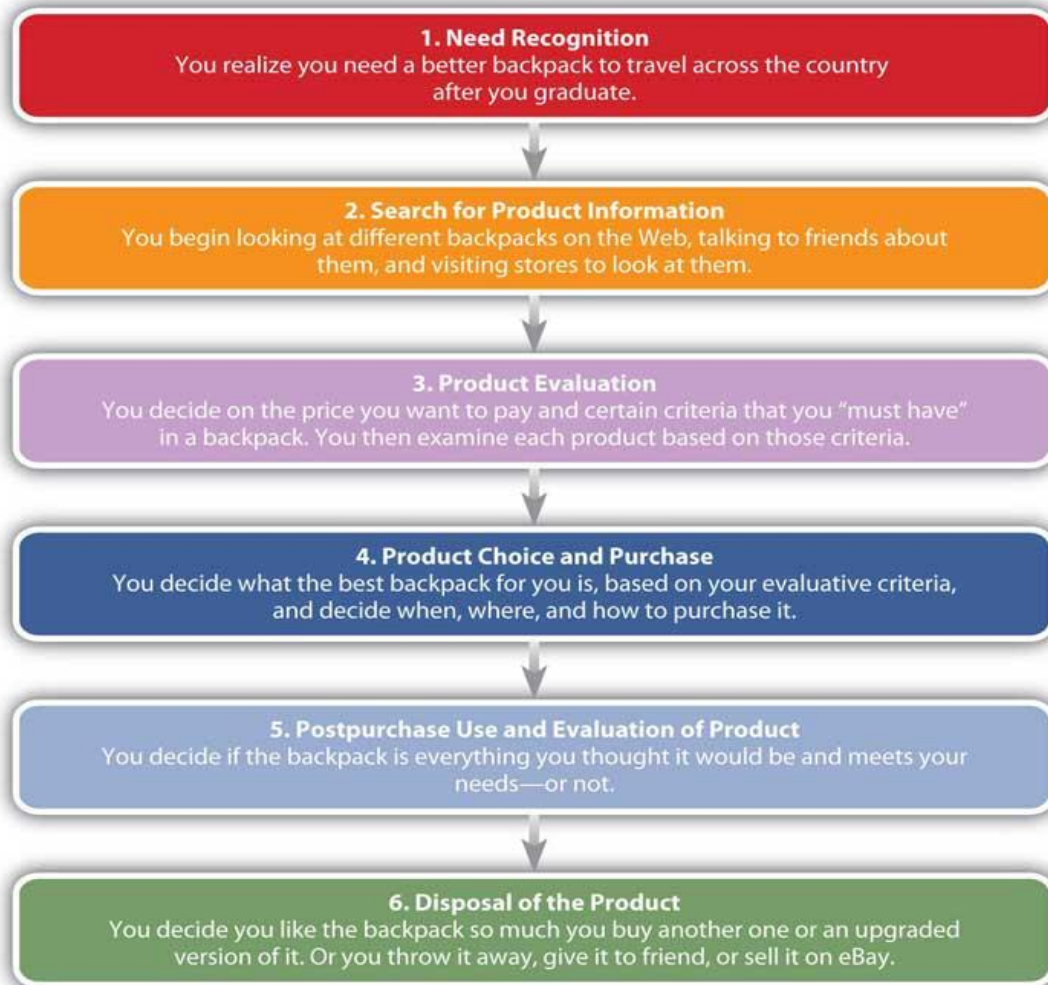 1. Need Recognition
You realize you need a better backpack to travel across the country
after you graduate.
2. Search for Product Information
You begin looking at different backpacks on the Web, talking to friends about
them, and visiting stores to look at them.
3. Product Evaluation
You decide on the price you want to pay and certain criteria that you “must have”
in a backpack. You then examine each product based on those criteria.
4. Product Choice and Purchase
You decide what the best backpack for you is, based on your evaluative criteria,
and decide when, where, and how to purchase it.
5. Postpurchase Use and Evaluation of Product
You decide if the backpack is everything you thought it would be and meets your
needs—or not.
6. Disposal of the Product
You decide you like the backpack so much you buy another one or an upgraded
version of it. Or you throw it away, give it to friend, or sell it on eBay.